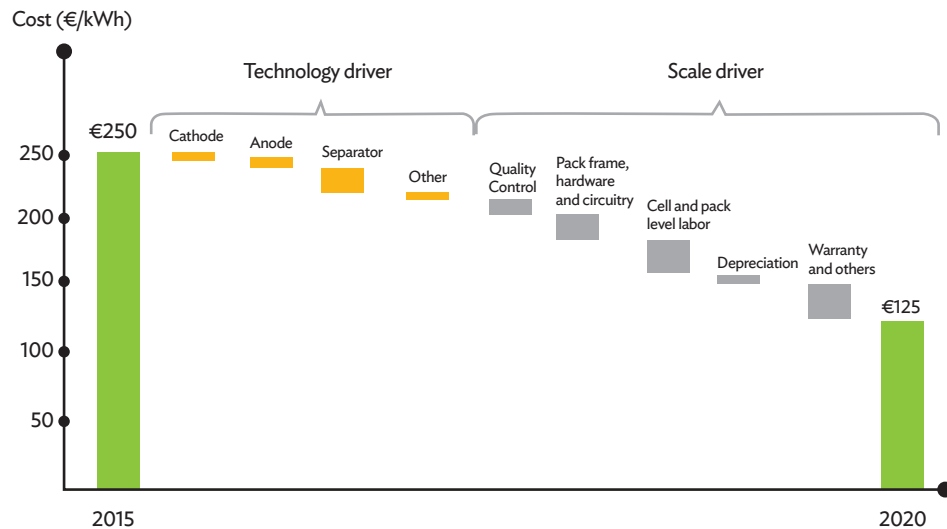 Cost (€/kWh)
Technology driver
Scale driver
€250
Cathode
Anode
Separator
Other
Quality
Control
Pack frame,
hardware
and circuitry
Cell and pack
level labor
Depreciation
Warranty
and others
€125
250
200
150
100
50
2015
2020